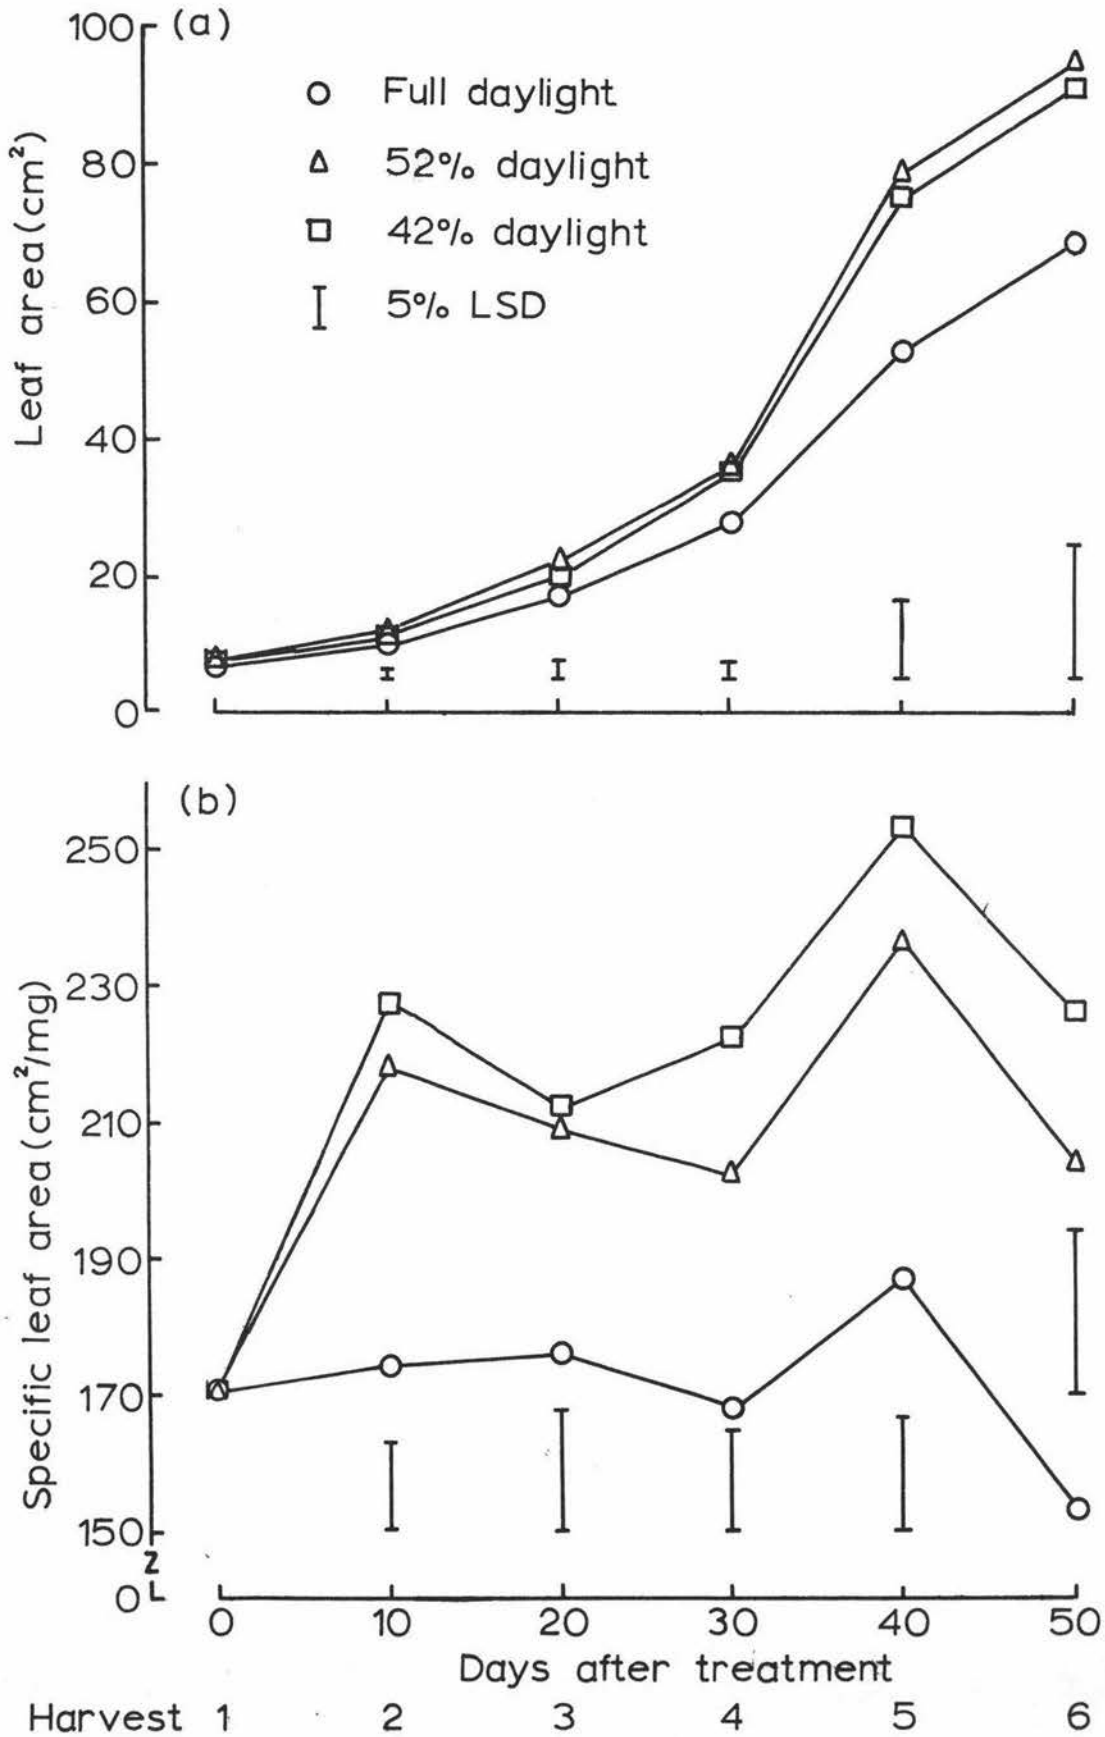 (a)
100
80
60
40
20
0
Leaf area (cm²)
Full daylight
52% daylight
42% daylight
5% LSD
(b)
250
230
210
190
170
150
0
Specific leaf area (cm²/mg)
0 10 20 30 40 50
Days after treatment
Harvest 1 2 3 4 5 6